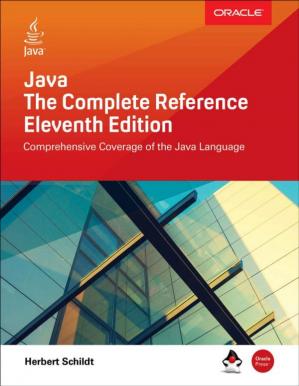 Java
ORACLE
Java
The Complete Reference
Eleventh Edition
Comprehensive Coverage of the Java Language
Herbert Schildt
Oracle
Press